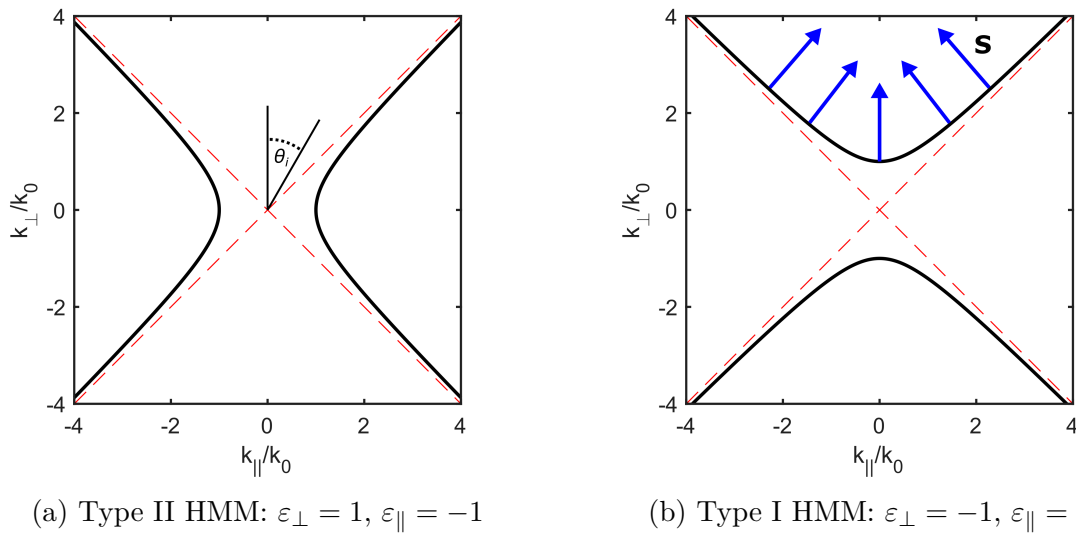 4
2
0
-2
-4
k⊥/k0
θi
-4 -2 0 2 4
k||/k0
(a) Type II HMM: ε⊥ = 1, ε∥ = −1
4
2
0
-2
-4
k⊥/k0
S
-4 -2 0 2 4
k||/k0
(b) Type I HMM: ε⊥ = −1, ε∥ =